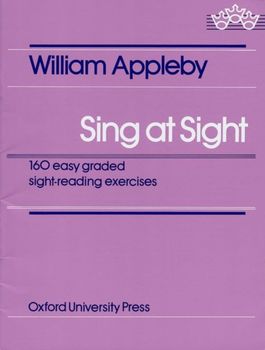 William Appleby
Sing at Sight
160 easy graded
sight-reading exercises
Oxford University Press